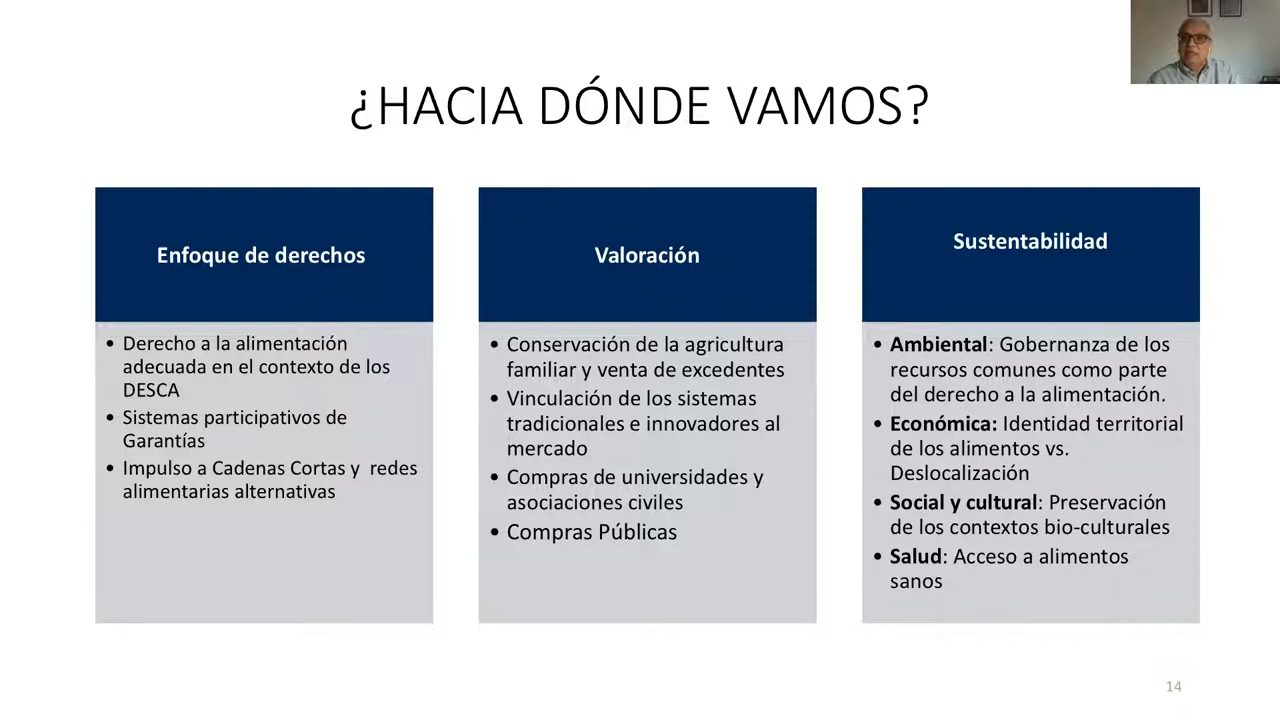 ¿HACIA DÓNDE VAMOS?
Enfoque de derechos
• Derecho a la alimentación
adecuada en el contexto de los
DESCA
• Sistemas participativos de
Garantías
• Impulso a Cadenas Cortas y  redes
alimentarias alternativas
Valoración
• Conservación de la agricultura
familiar y venta de excedentes
• Vinculación de los sistemas
tradicionales e innovadores al
mercado
• Compras de universidades y
asociaciones civiles
• Compras Públicas
Sustentabilidad
• Ambiental: Gobernanza de los
recursos comunes como parte
del derecho a la alimentación.
• Económica: Identidad territorial
de los alimentos vs.
Deslocalización
• Social y cultural: Preservación
de los contextos bio-culturales
• Salud: Acceso a alimentos
sanos
14